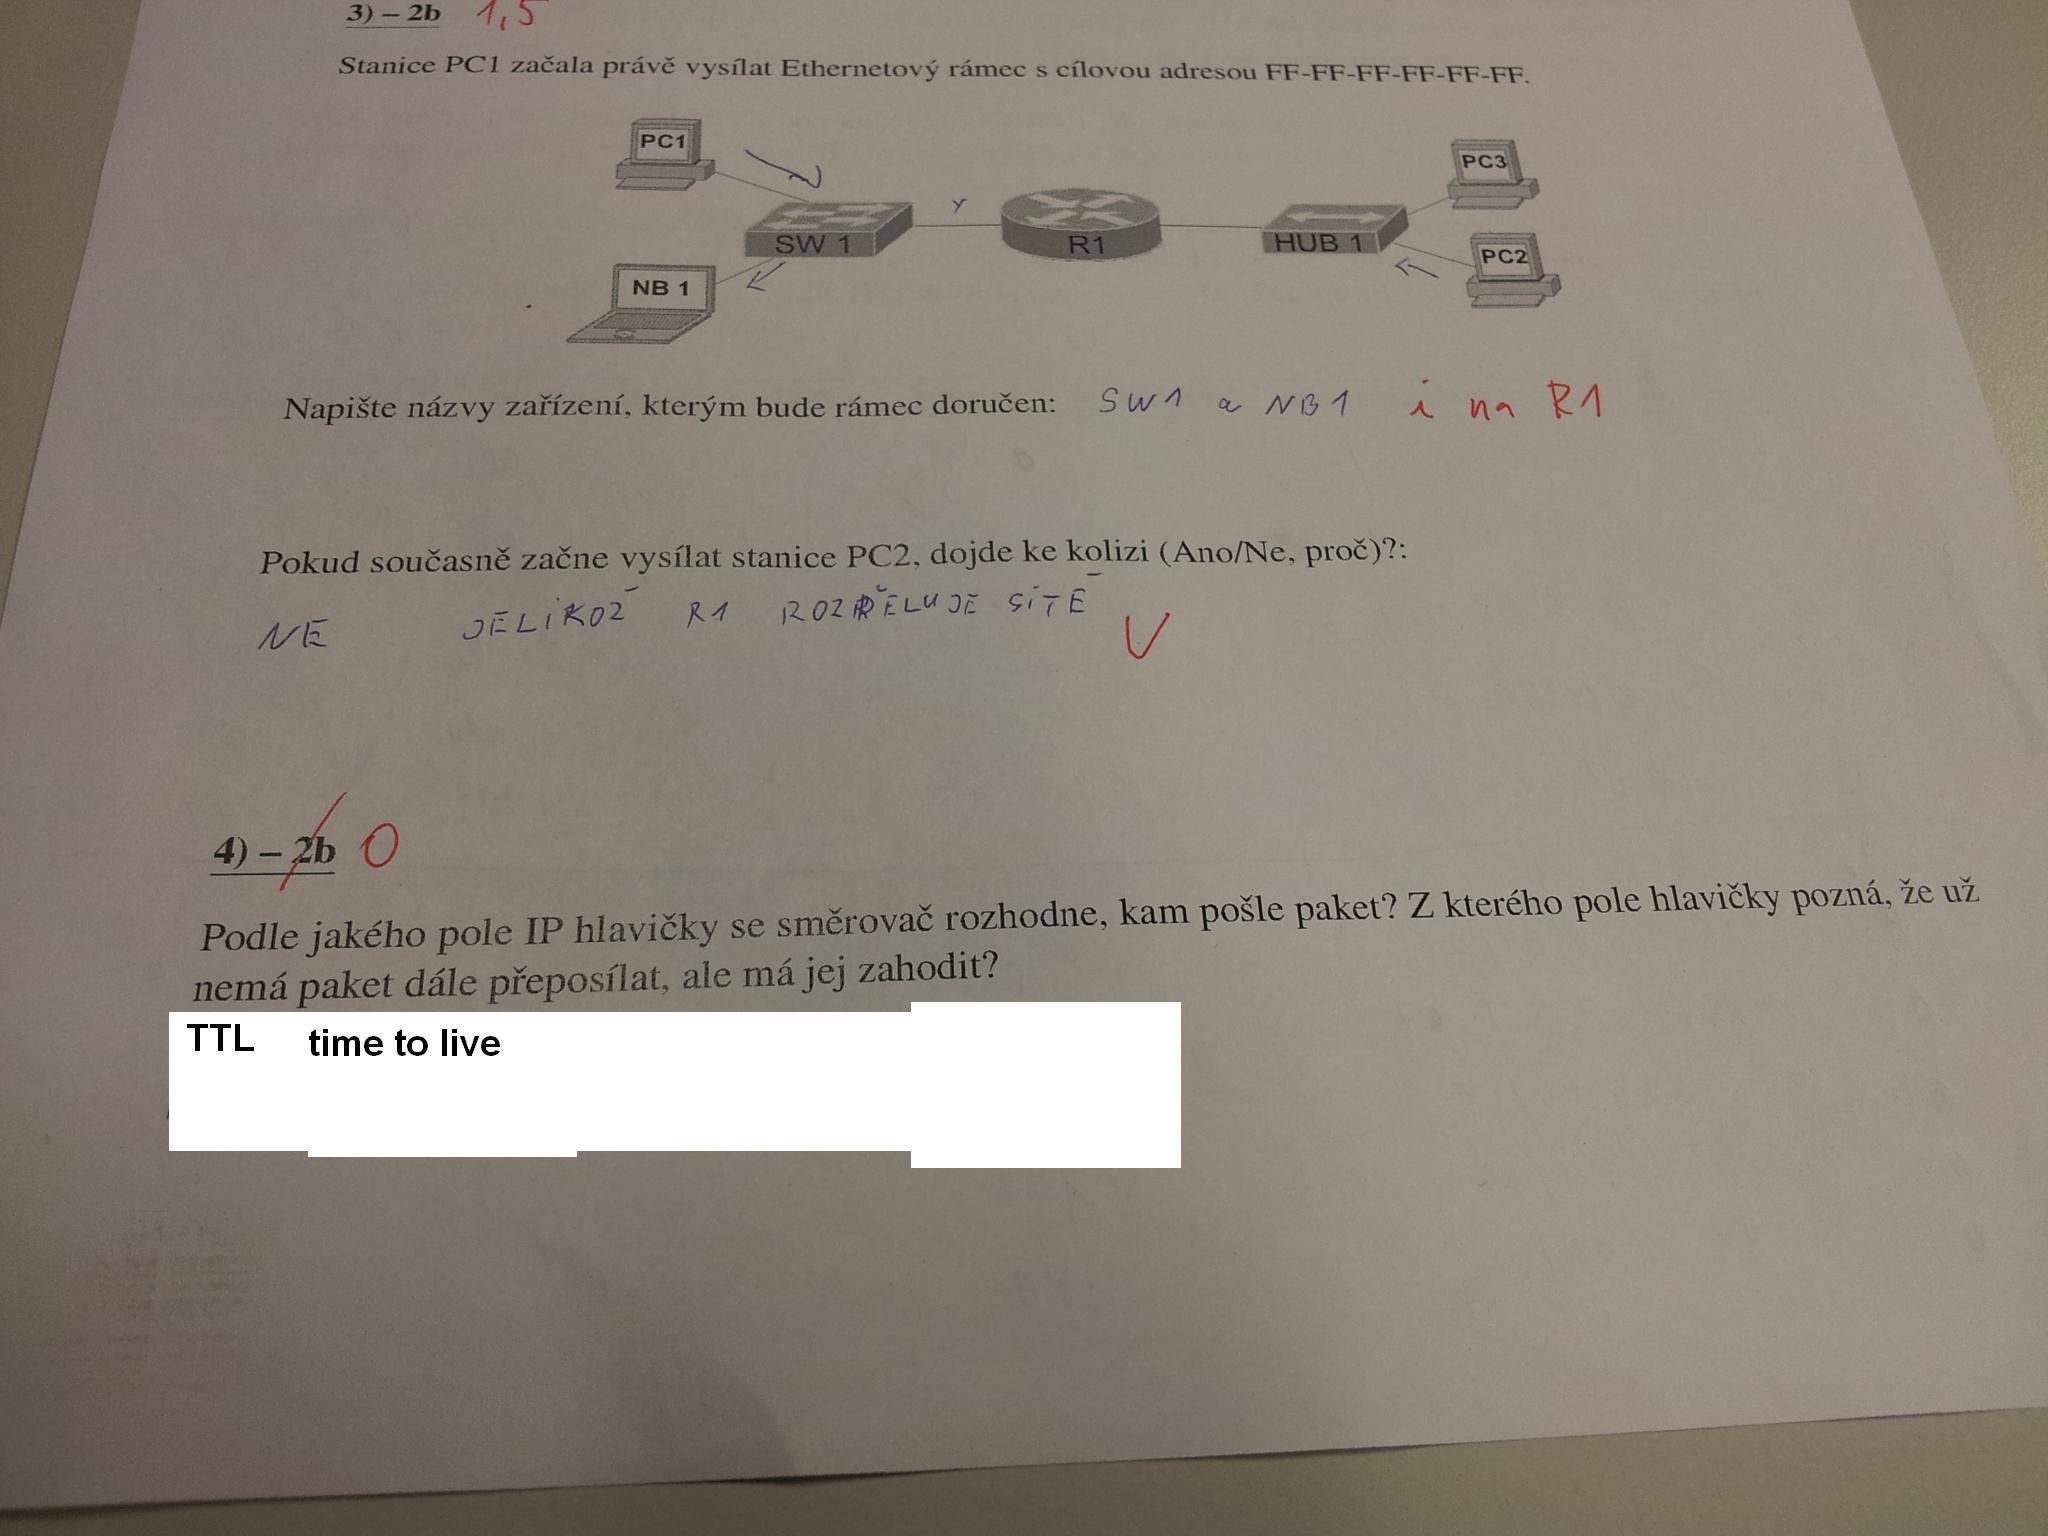 3) – 2b 1,5
Stanice PC1 začala právě vysílat Ethernetový rámec s cílovou adresou FF-FF-FF-FF-FF-FF.
PC1
PC3
SW 1
R1
HUB 1
PC2
NB 1
Napište názvy zařízení, kterým bude rámec doručen: SW1 a NB1 i na R1
Pokud současně začne vysílat stanice PC2, dojde ke kolizi (Ano/Ne, proč)?:
NE JELIKOŽ R1 ROZDĚLUJE SÍTĚ
4) – 2b 0
Podle jakého pole IP hlavičky se směrovač rozhodne, kam pošle paket? Z kterého pole hlavičky pozná, že už
nemá paket dále přeposílat, ale má jej zahodit?
TTL time to live